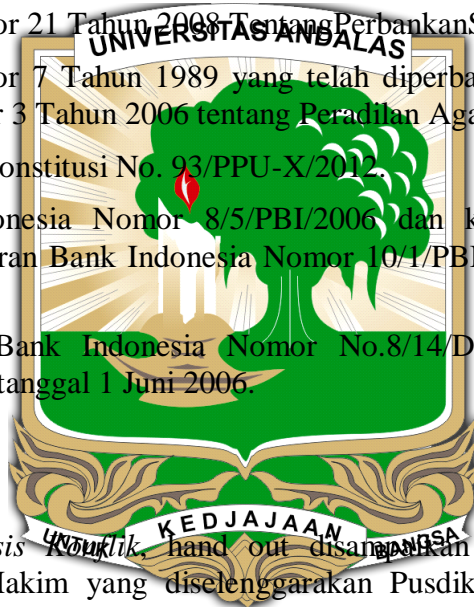 or 21 Tahun 2008 TentangPerbankanS
UNIVERSITAS ANDALAS
or 7 Tahun 1989 yang telah diperba
r 3 Tahun 2006 tentang Peradilan Aga
onstitusi No. 93/PPU-X/2012.
onesia Nomor 8/5/PBI/2006 dan k
ran Bank Indonesia Nomor 10/1/PBI
Bank Indonesia Nomor No.8/14/D
tanggal 1 Juni 2006.
UNTUK KEDJAJAAN BANGSA
sis Konflik, hand out disampaikan
Hakim yang diselenggarakan Pusdik